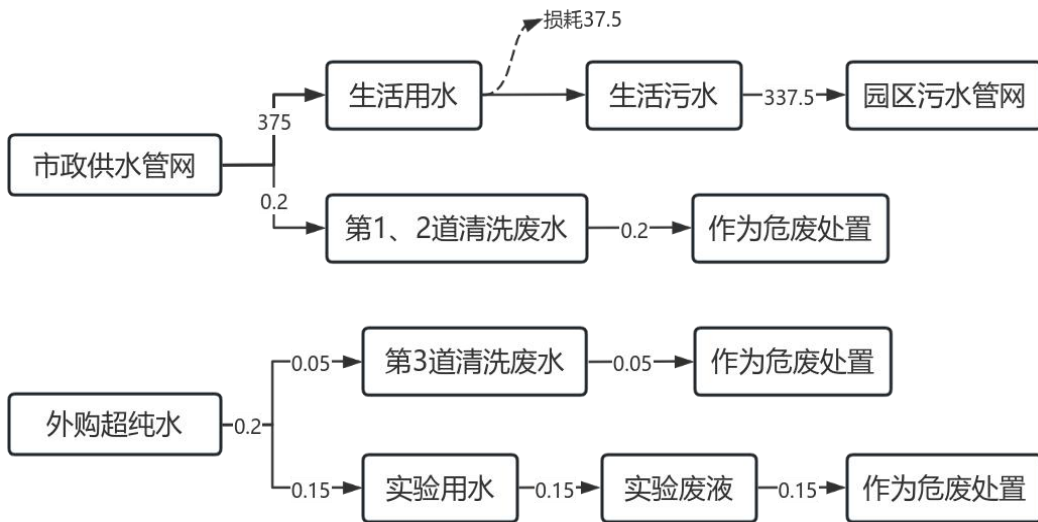 损耗37.5
生活用水
生活污水
337.5
园区污水管网
375
市政供水管网
0.2
第1、2道清洗废水
0.2
作为危废处置
0.05
第3道清洗废水
0.05
作为危废处置
外购超纯水
0.2
0.15
实验用水
0.15
实验废液
0.15
作为危废处置